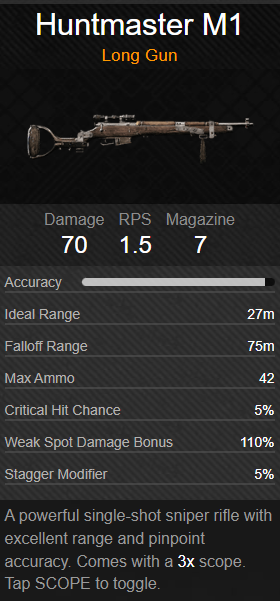 Huntmaster M1
Long Gun
Damage RPS Magazine
70 1.5 7
Accuracy
Ideal Range 27m
Falloff Range 75m
Max Ammo 42
Critical Hit Chance 5%
Weak Spot Damage Bonus 110%
Stagger Modifier 5%
A powerful single-shot sniper rifle with
excellent range and pinpoint
accuracy. Comes with a 3x scope.
Tap SCOPE to toggle.